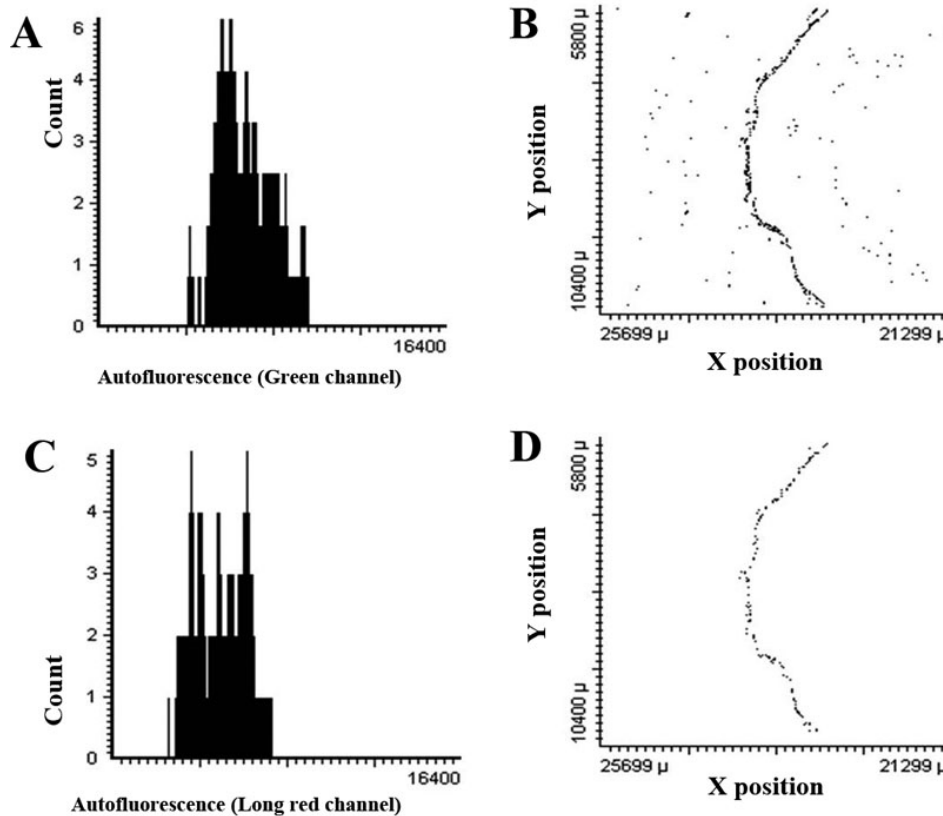 A
Count
6
4
3
2
1
0
16400
Autofluorescence (Green channel)
B
Y position
5800 µ
10400 µ
25699 µ
21299 µ
X position
C
Count
5
4
3
2
1
0
16400
Autofluorescence (Long red channel)
D
Y position
5800 µ
10400 µ
25699 µ
21299 µ
X position